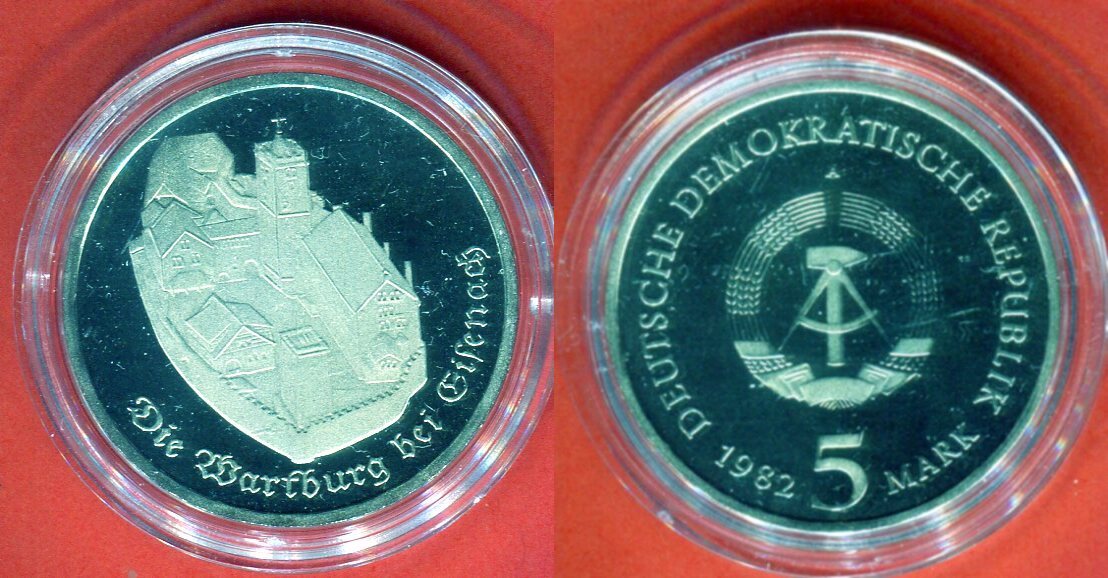 Die Wartburg bei Eiſenach
DEUTSCHE DEMOKRATISCHE REPUBLIK
A
1982 5 MARK